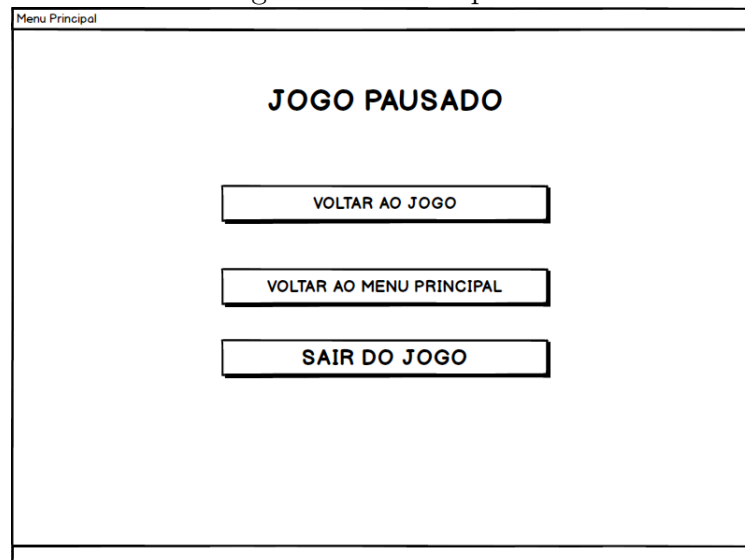 Menu Principal
JOGO PAUSADO
VOLTAR AO JOGO
VOLTAR AO MENU PRINCIPAL
SAIR DO JOGO